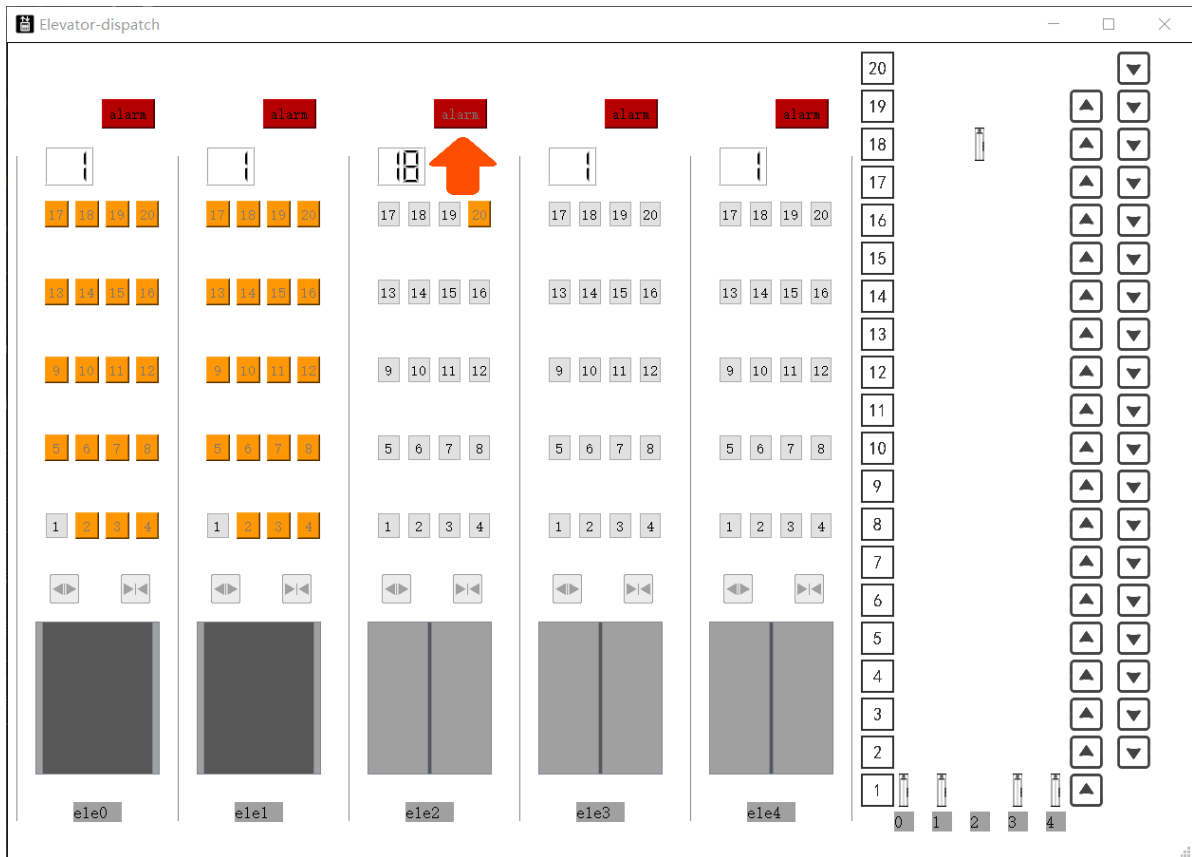 Elevator-dispatch
alarm alarm alarm alarm alarm
1 1 18 1 1
17 18 19 20 17 18 19 20 17 18 19 20 17 18 19 20 17 18 19 20
13 14 15 16 13 14 15 16 13 14 15 16 13 14 15 16 13 14 15 16
9 10 11 12 9 10 11 12 9 10 11 12 9 10 11 12 9 10 11 12
5 6 7 8 5 6 7 8 5 6 7 8 5 6 7 8 5 6 7 8
1 2 3 4 1 2 3 4 1 2 3 4 1 2 3 4 1 2 3 4
ele0 ele1 ele2 ele3 ele4
20
19
18
17
16
15
14
13
12
11
10
9
8
7
6
5
4
3
2
1
0 1 2 3 4